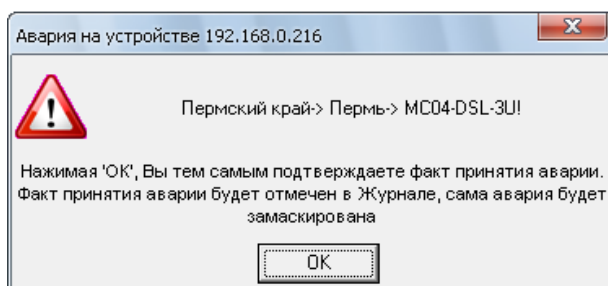 Авария на устройстве 192.168.0.216
Пермский край-> Пермь-> MC04-DSL-3U!
Нажимая 'ОК', Вы тем самым подтверждаете факт принятия аварии.
Факт принятия аварии будет отмечен в Журнале, сама авария будет
замаскирована
OK